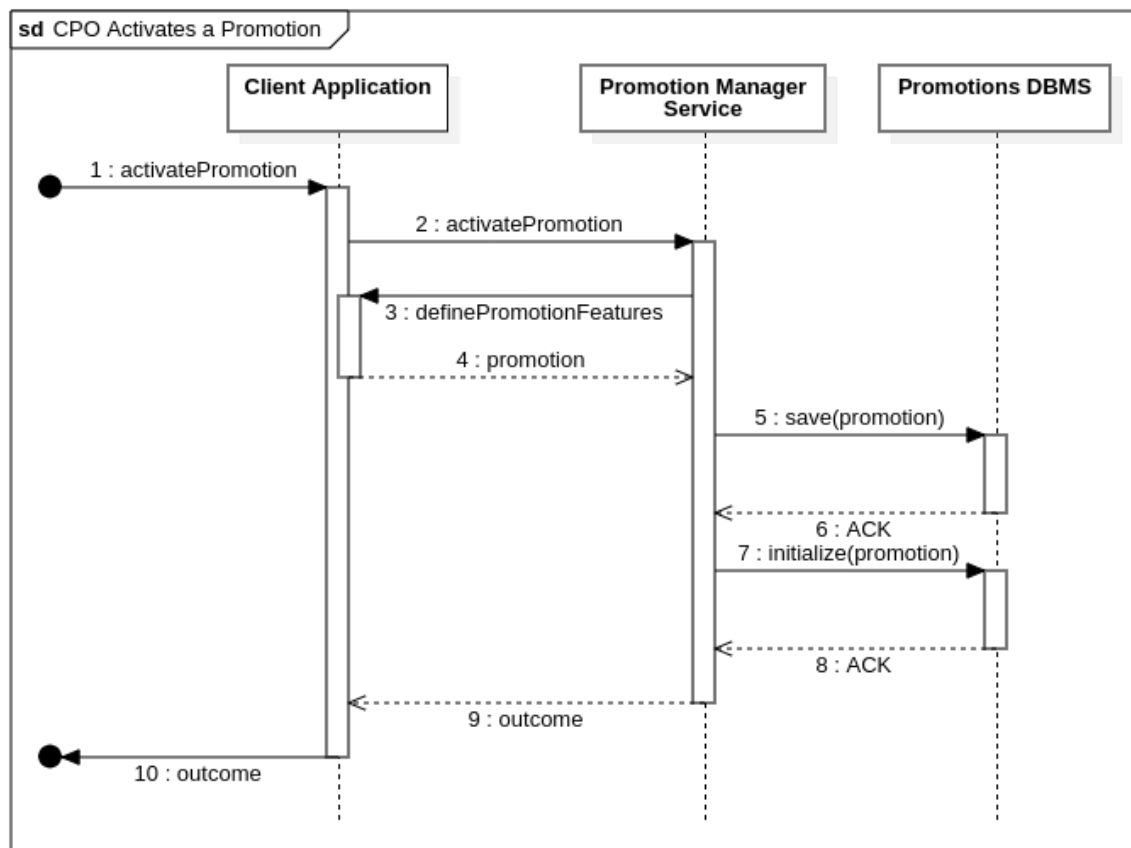 sd CPO Activates a Promotion
Client Application
Promotion Manager
Service
Promotions DBMS
1 : activatePromotion
2 : activatePromotion
3 : definePromotionFeatures
4 : promotion
5 : save(promotion)
6 : ACK
7 : initialize(promotion)
8 : ACK
9 : outcome
10 : outcome